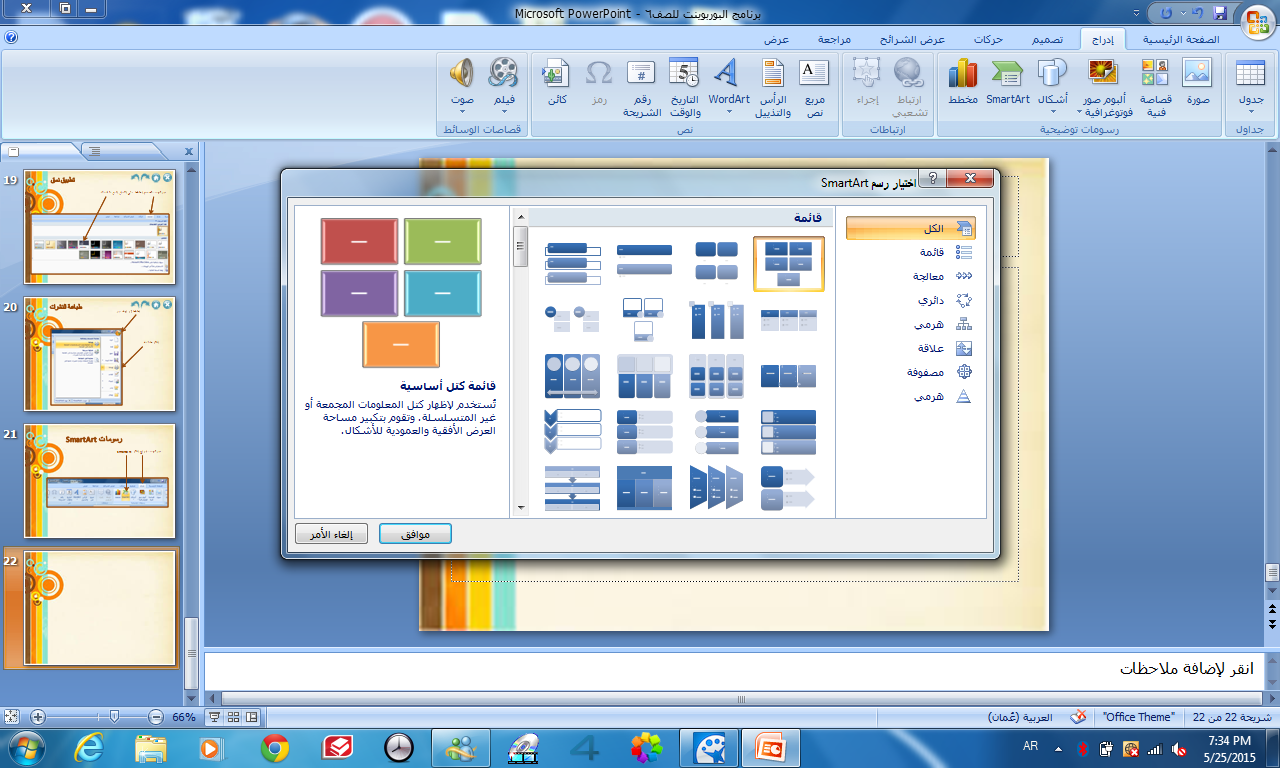 برنامج البوربوينت للصف٦ - Microsoft PowerPoint
الصفحة الرئيسية
إدراج
تصميم
حركات
عرض الشرائح
مراجعة
عرض
جدول
صورة
قصاصة فنية
ألبوم صور فوتوغرافية
أشكال
SmartArt
مخطط
ارتباط تشعبي
إجراء
مربع نص
الرأس والتذييل
WordArt
التاريخ والوقت
رقم الشريحة
رمز
كائن
فيلم
صوت
جداول
رسومات توضيحية
ارتباطات
نص
قصاصات الوسائط
19
20
طباعة النشرات
21
رسومات SmartArt
22
اختيار رسم SmartArt
الكل
قائمة
معالجة
دائري
هرمي
علاقة
مصفوفة
هرمي
قائمة
قائمة كتل أساسية
تُستخدم لإظهار كتل المعلومات المجمعة أو
غير المتسلسلة. وتقوم بتكبير مساحة
العرض الأفقية والعمودية للأشكال.
موافق
إلغاء الأمر
انقر لإضافة ملاحظات
شريحة 22 من 22
"Office Theme"
العربية (عُمان)
66%
AR
7:34 PM
5/25/2015